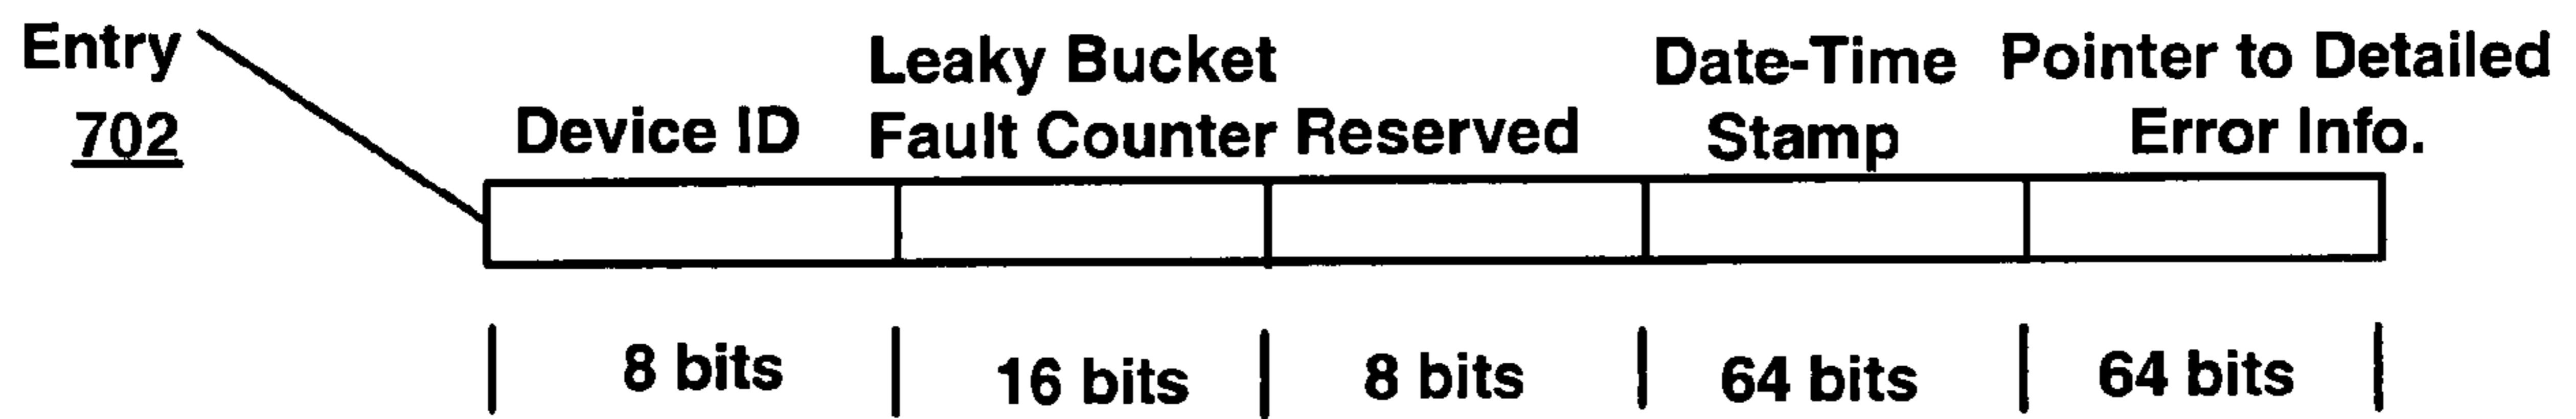 Entry
702
Device ID
Leaky Bucket
Fault Counter
Reserved
Date-Time
Stamp
Pointer to Detailed
Error Info.
8 bits
16 bits
8 bits
64 bits
64 bits